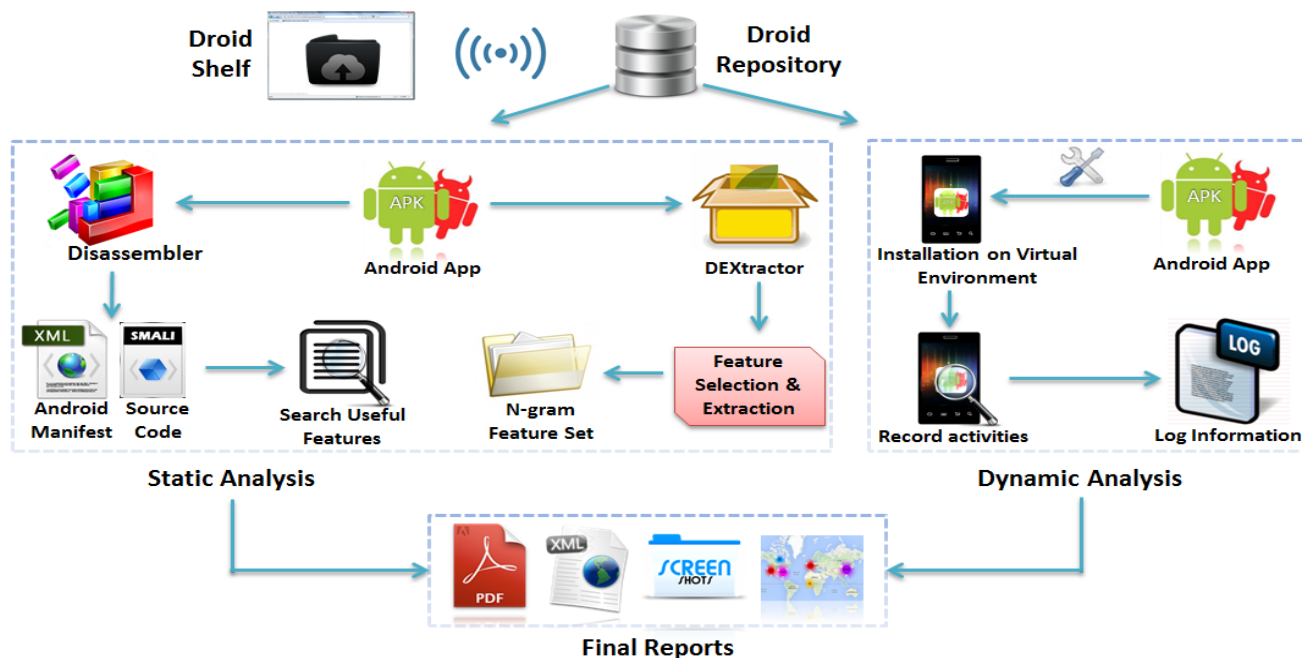 Droid
Shelf
Droid
Repository
APK
Disassembler
Android App
DEXtractor
XML
SMALI
Android
Manifest
Source
Code
Search Useful
Features
N-gram
Feature Set
Feature
Selection &
Extraction
APK
Installation on Virtual
Environment
Android App
LOG
Record activities
Log Information
Static Analysis
Dynamic Analysis
PDF
XML
SCREEN
SHOTS
Final Reports